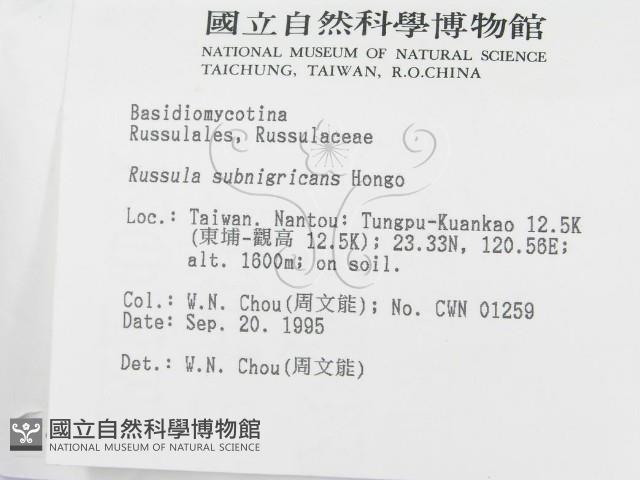 國立自然科學博物館
NATIONAL MUSEUM OF NATURAL SCIENCE
TAICHUNG, TAIWAN, R.O.CHINA
Basidiomycotina
Russulales, Russulaceae
Russula subnigricans Hongo
Loc.: Taiwan. Nantou: Tungpu-Kuankao 12.5K
(東埔-觀高 12.5K); 23.33N, 120.56E;
alt. 1600m; on soil.
Col.: W.N. Chou(周文能); No. CWN 01259
Date: Sep. 20. 1995
Det.: W.N. Chou(周文能)
國立自然科學博物館
NATIONAL MUSEUM OF NATURAL SCIENCE